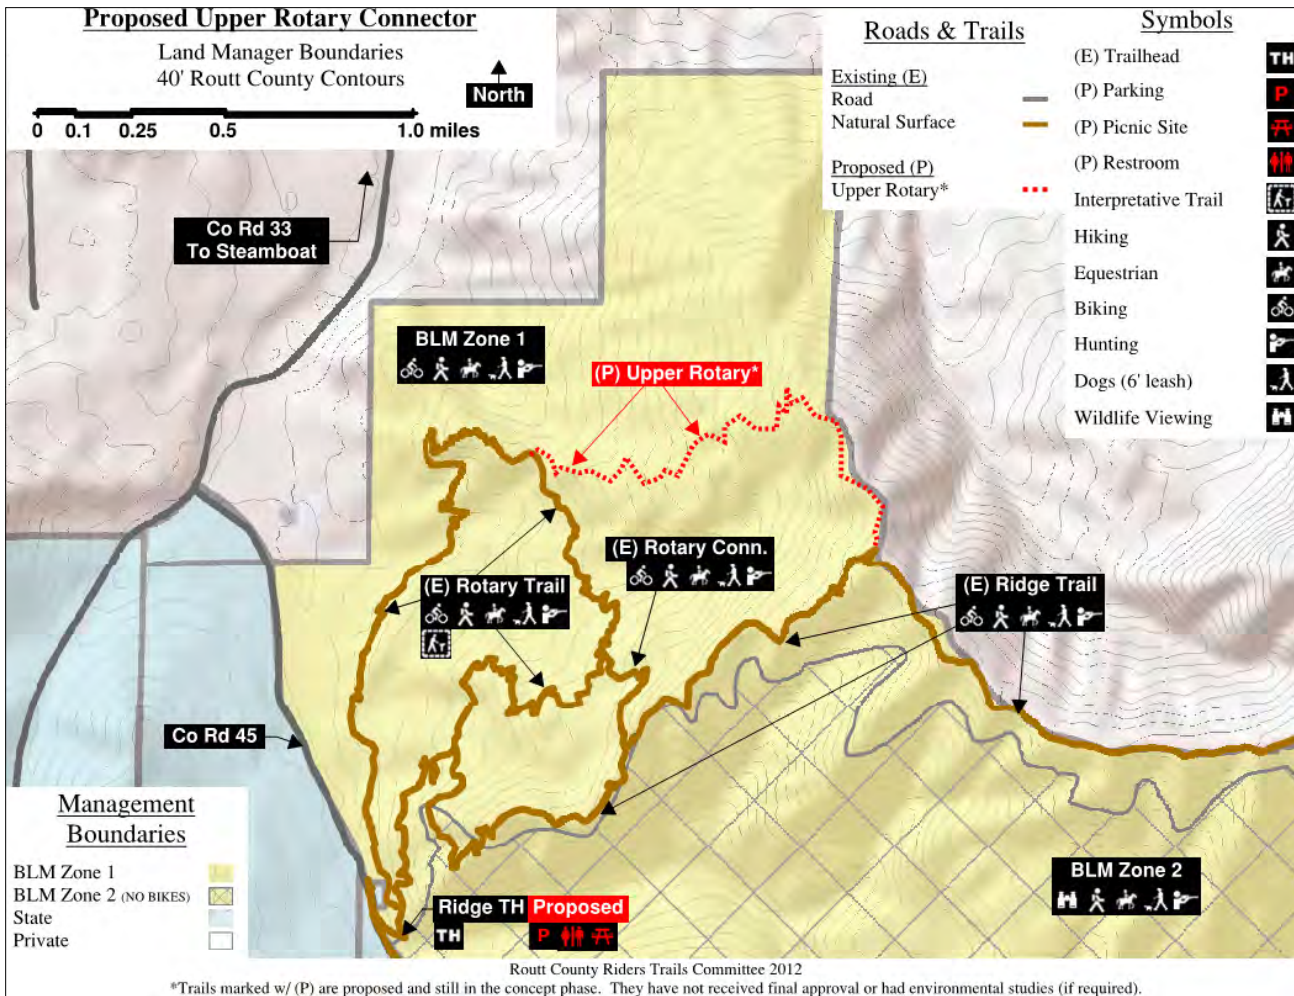 Proposed Upper Rotary Connector
Land Manager Boundaries
40' Routt County Contours
North
0 0.1 0.25 0.5 1.0 miles
Roads & Trails
Existing (E)
Road
Natural Surface
Proposed (P)
Upper Rotary*
Symbols
(E) Trailhead TH
(P) Parking P
(P) Picnic Site
(P) Restroom
Interpretative Trail
Hiking
Equestrian
Biking
Hunting
Dogs (6' leash)
Wildlife Viewing
Co Rd 33
To Steamboat
BLM Zone 1
(P) Upper Rotary*
(E) Rotary Conn.
(E) Rotary Trail
(E) Ridge Trail
Co Rd 45
BLM Zone 2
Management
Boundaries
BLM Zone 1
BLM Zone 2 (NO BIKES)
State
Private
Ridge TH Proposed
TH P
Routt County Riders Trails Committee 2012
*Trails marked w/ (P) are proposed and still in the concept phase. They have not received final approval or had environmental studies (if required).